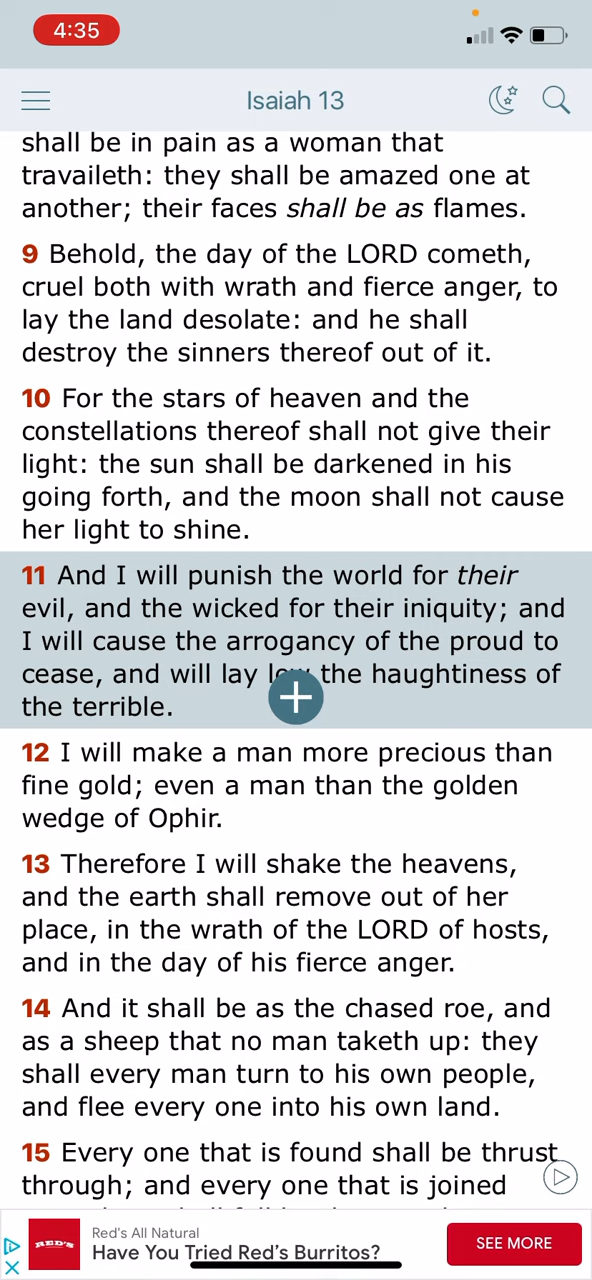 4:35
Isaiah 13
shall be in pain as a woman that
travaileth: they shall be amazed one at
another; their faces shall be as flames.
9 Behold, the day of the LORD cometh,
cruel both with wrath and fierce anger, to
lay the land desolate: and he shall
destroy the sinners thereof out of it.
10 For the stars of heaven and the
constellations thereof shall not give their
light: the sun shall be darkened in his
going forth, and the moon shall not cause
her light to shine.
11 And I will punish the world for their
evil, and the wicked for their iniquity; and
I will cause the arrogancy of the proud to
cease, and will lay low the haughtiness of
the terrible.
12 I will make a man more precious than
fine gold; even a man than the golden
wedge of Ophir.
13 Therefore I will shake the heavens,
and the earth shall remove out of her
place, in the wrath of the LORD of hosts,
and in the day of his fierce anger.
14 And it shall be as the chased roe, and
as a sheep that no man taketh up: they
shall every man turn to his own people,
and flee every one into his own land.
15 Every one that is found shall be thrust
through; and every one that is joined
RED'S
Red's All Natural
Have You Tried Red's Burritos?
SEE MORE